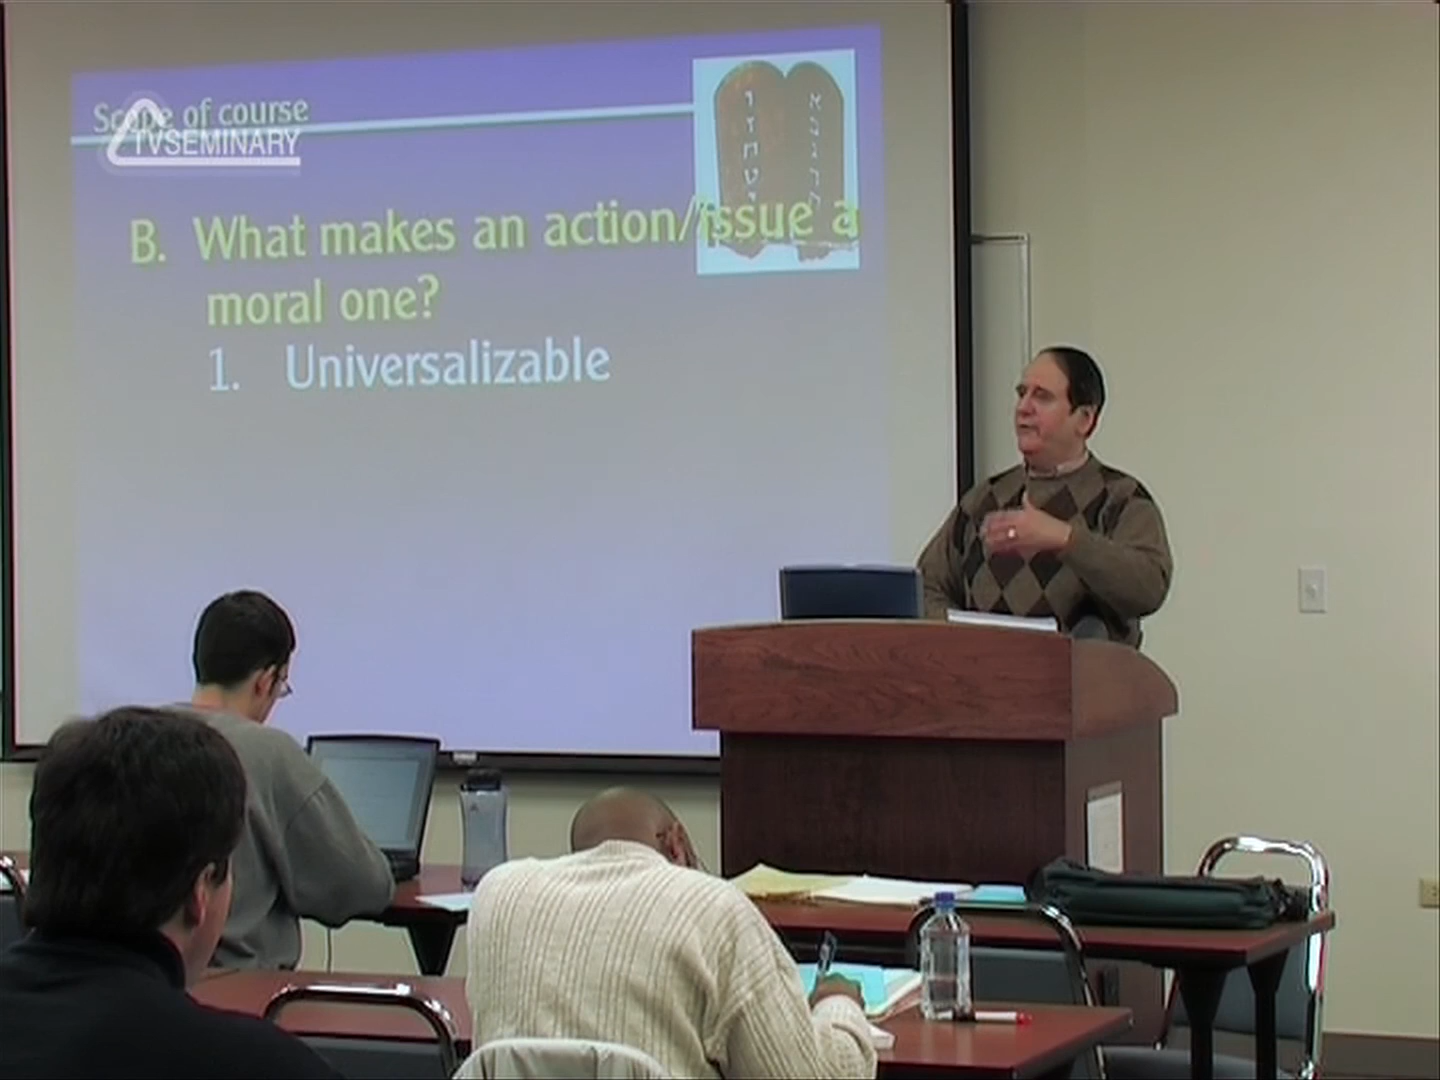 Scope of course
TVSEMINARY
B. What makes an action/issue a
moral one?
1. Universalizable